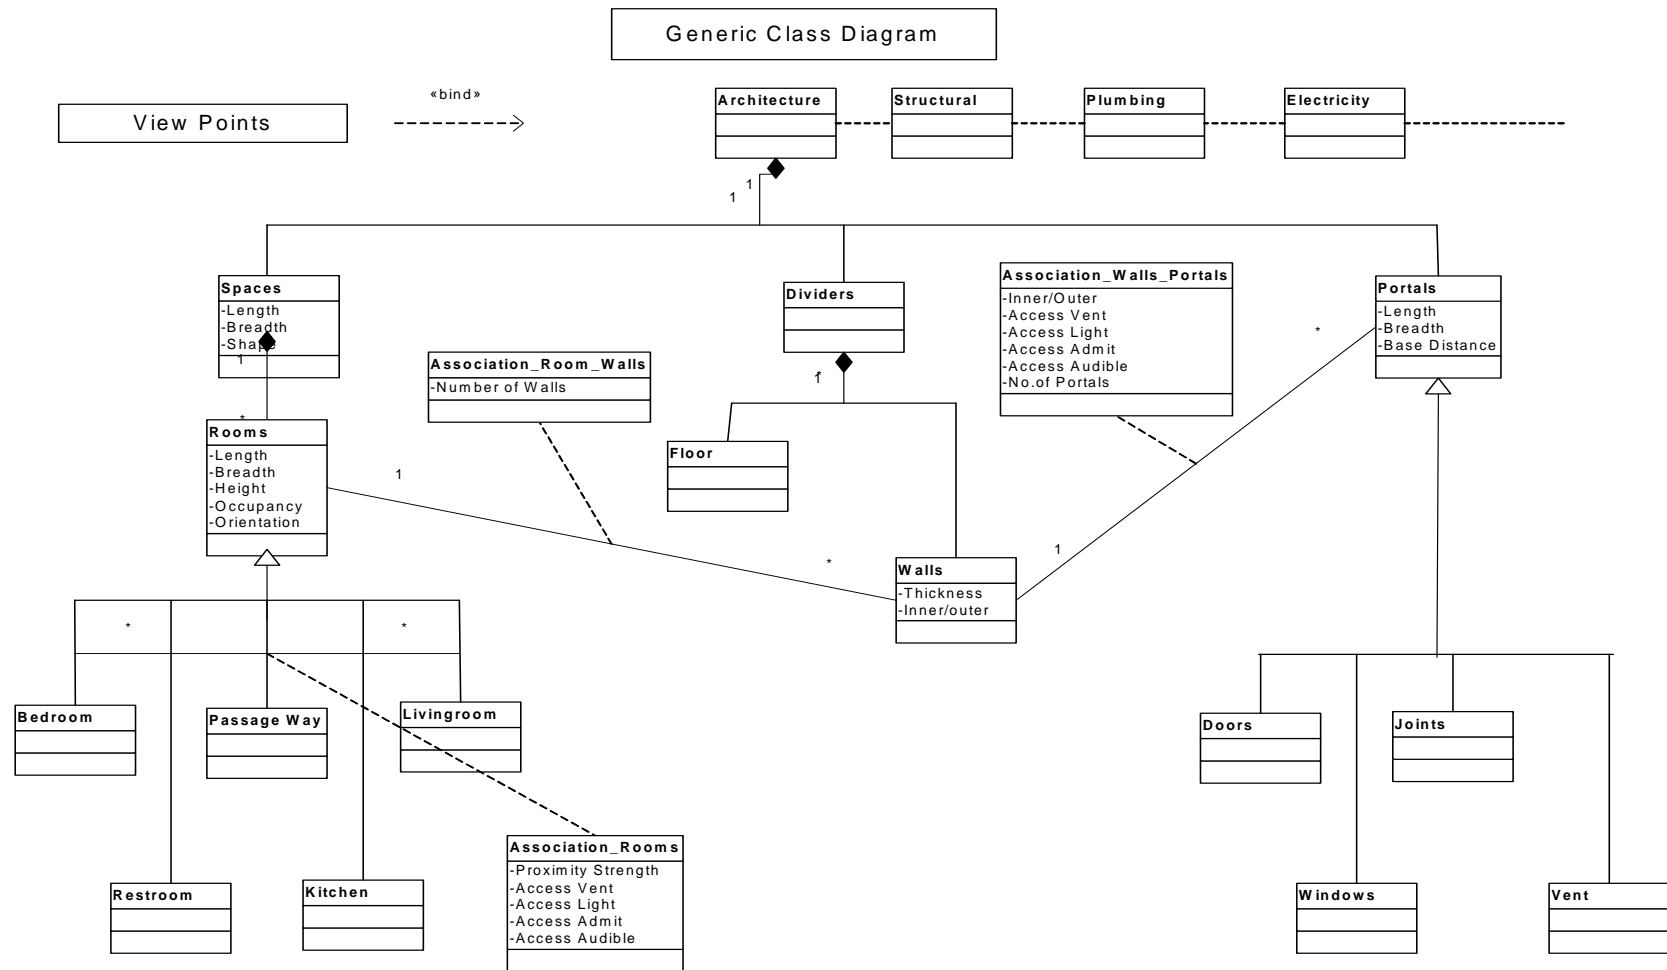 Generic Class Diagram
View Points
«bind»
Architecture
Structural
Plumbing
Electricity
1
1
Spaces
-Length
-Breadth
-Shape
1
*
Dividers
1
*
Association_Walls_Portals
-Inner/Outer
-Access Vent
-Access Light
-Access Admit
-Access Audible
-No.of Portals
Portals
-Length
-Breadth
-Base Distance
*
Association_Room_Walls
-Number of Walls
Rooms
-Length
-Breadth
-Height
-Occupancy
-Orientation
1
Floor
*
1
Walls
-Thickness
-Inner/outer
*
*
Bedroom
Passage Way
Livingroom
Doors
Joints
Restroom
Kitchen
Association_Rooms
-Proximity Strength
-Access Vent
-Access Light
-Access Admit
-Access Audible
Windows
Vent